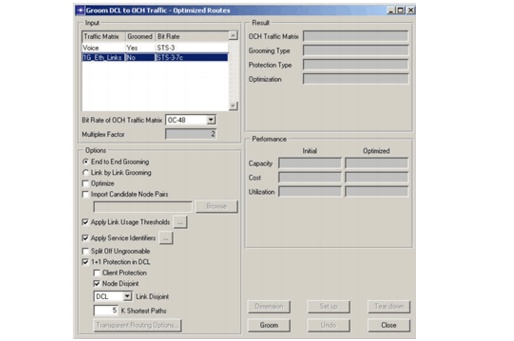 Groom DCL to OCH Traffic - Optimized Routes
Input
Traffic Matrix Groomed Bit Rate
Voice Yes STS-3
1G_Eth_Links No STS-3-7c
Bit Rate of OCH Traffic Matrix OC-48
Multiplex Factor 2
Options
End to End Grooming
Link by Link Grooming
Optimize
Import Candidate Node Pairs
Browse
Apply Link Usage Thresholds ...
Apply Service Identifiers ...
Split Off Ungroomable
1+1 Protection in DCL
Client Protection
Node Disjoint
DCL Link Disjoint
5 K Shortest Paths
Transparent Routing Options...
Result
OCH Traffic Matrix
Grooming Type
Protection Type
Optimization
Performance
Initial Optimized
Capacity
Cost
Utilization
Dimension Set up Tear down
Groom Undo Close